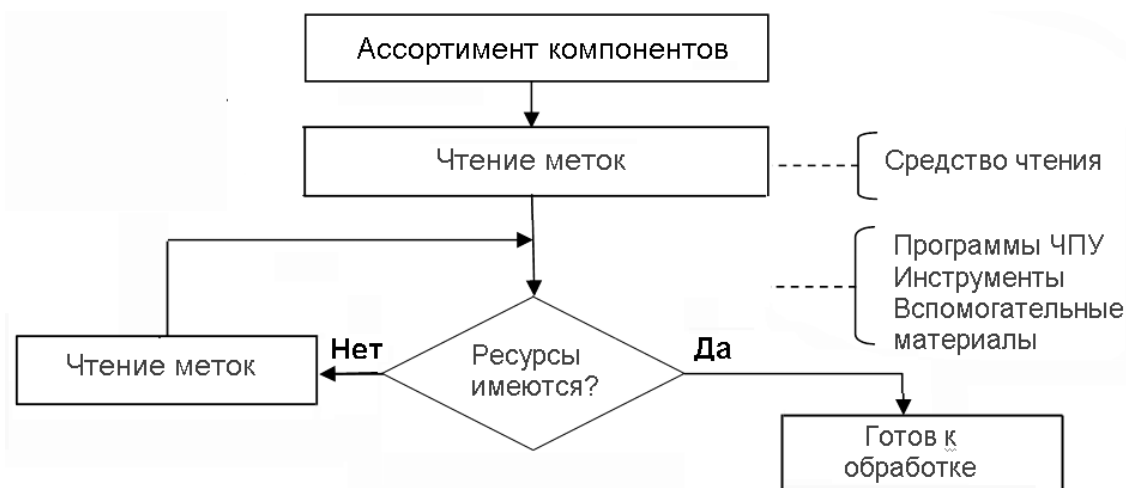 Ассортимент компонентов
Чтение меток
Средство чтения
Программы ЧПУ
Инструменты
Вспомогательные
материалы
Чтение меток
Нет
Ресурсы
имеются?
Да
Готов к
обработке